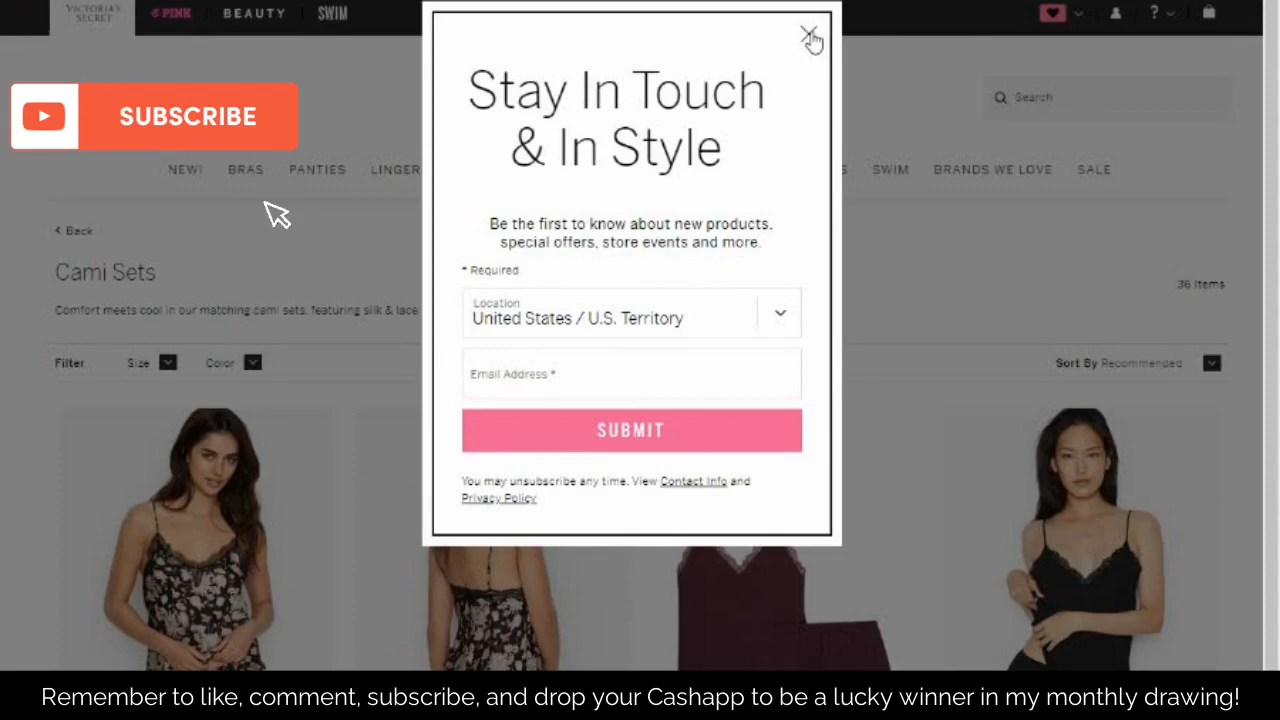 VICTORIA'S
SECRET
PINK
BEAUTY
SWIM
?
SUBSCRIBE
Search
NEW!
BRAS
PANTIES
LINGER
S
SWIM
BRANDS WE LOVE
SALE
< Back
Cami Sets
36 Items
Comfort meets cool in our matching cami sets, featuring silk & lace
Filter
Size
Color
Sort By Recommended
Stay In Touch
& In Style
Be the first to know about new products,
special offers, store events and more.
* Required
Location
United States / U.S. Territory
Email Address *
SUBMIT
You may unsubscribe any time. View Contact Info and
Privacy Policy
Remember to like, comment, subscribe, and drop your Cashapp to be a lucky winner in my monthly drawing!